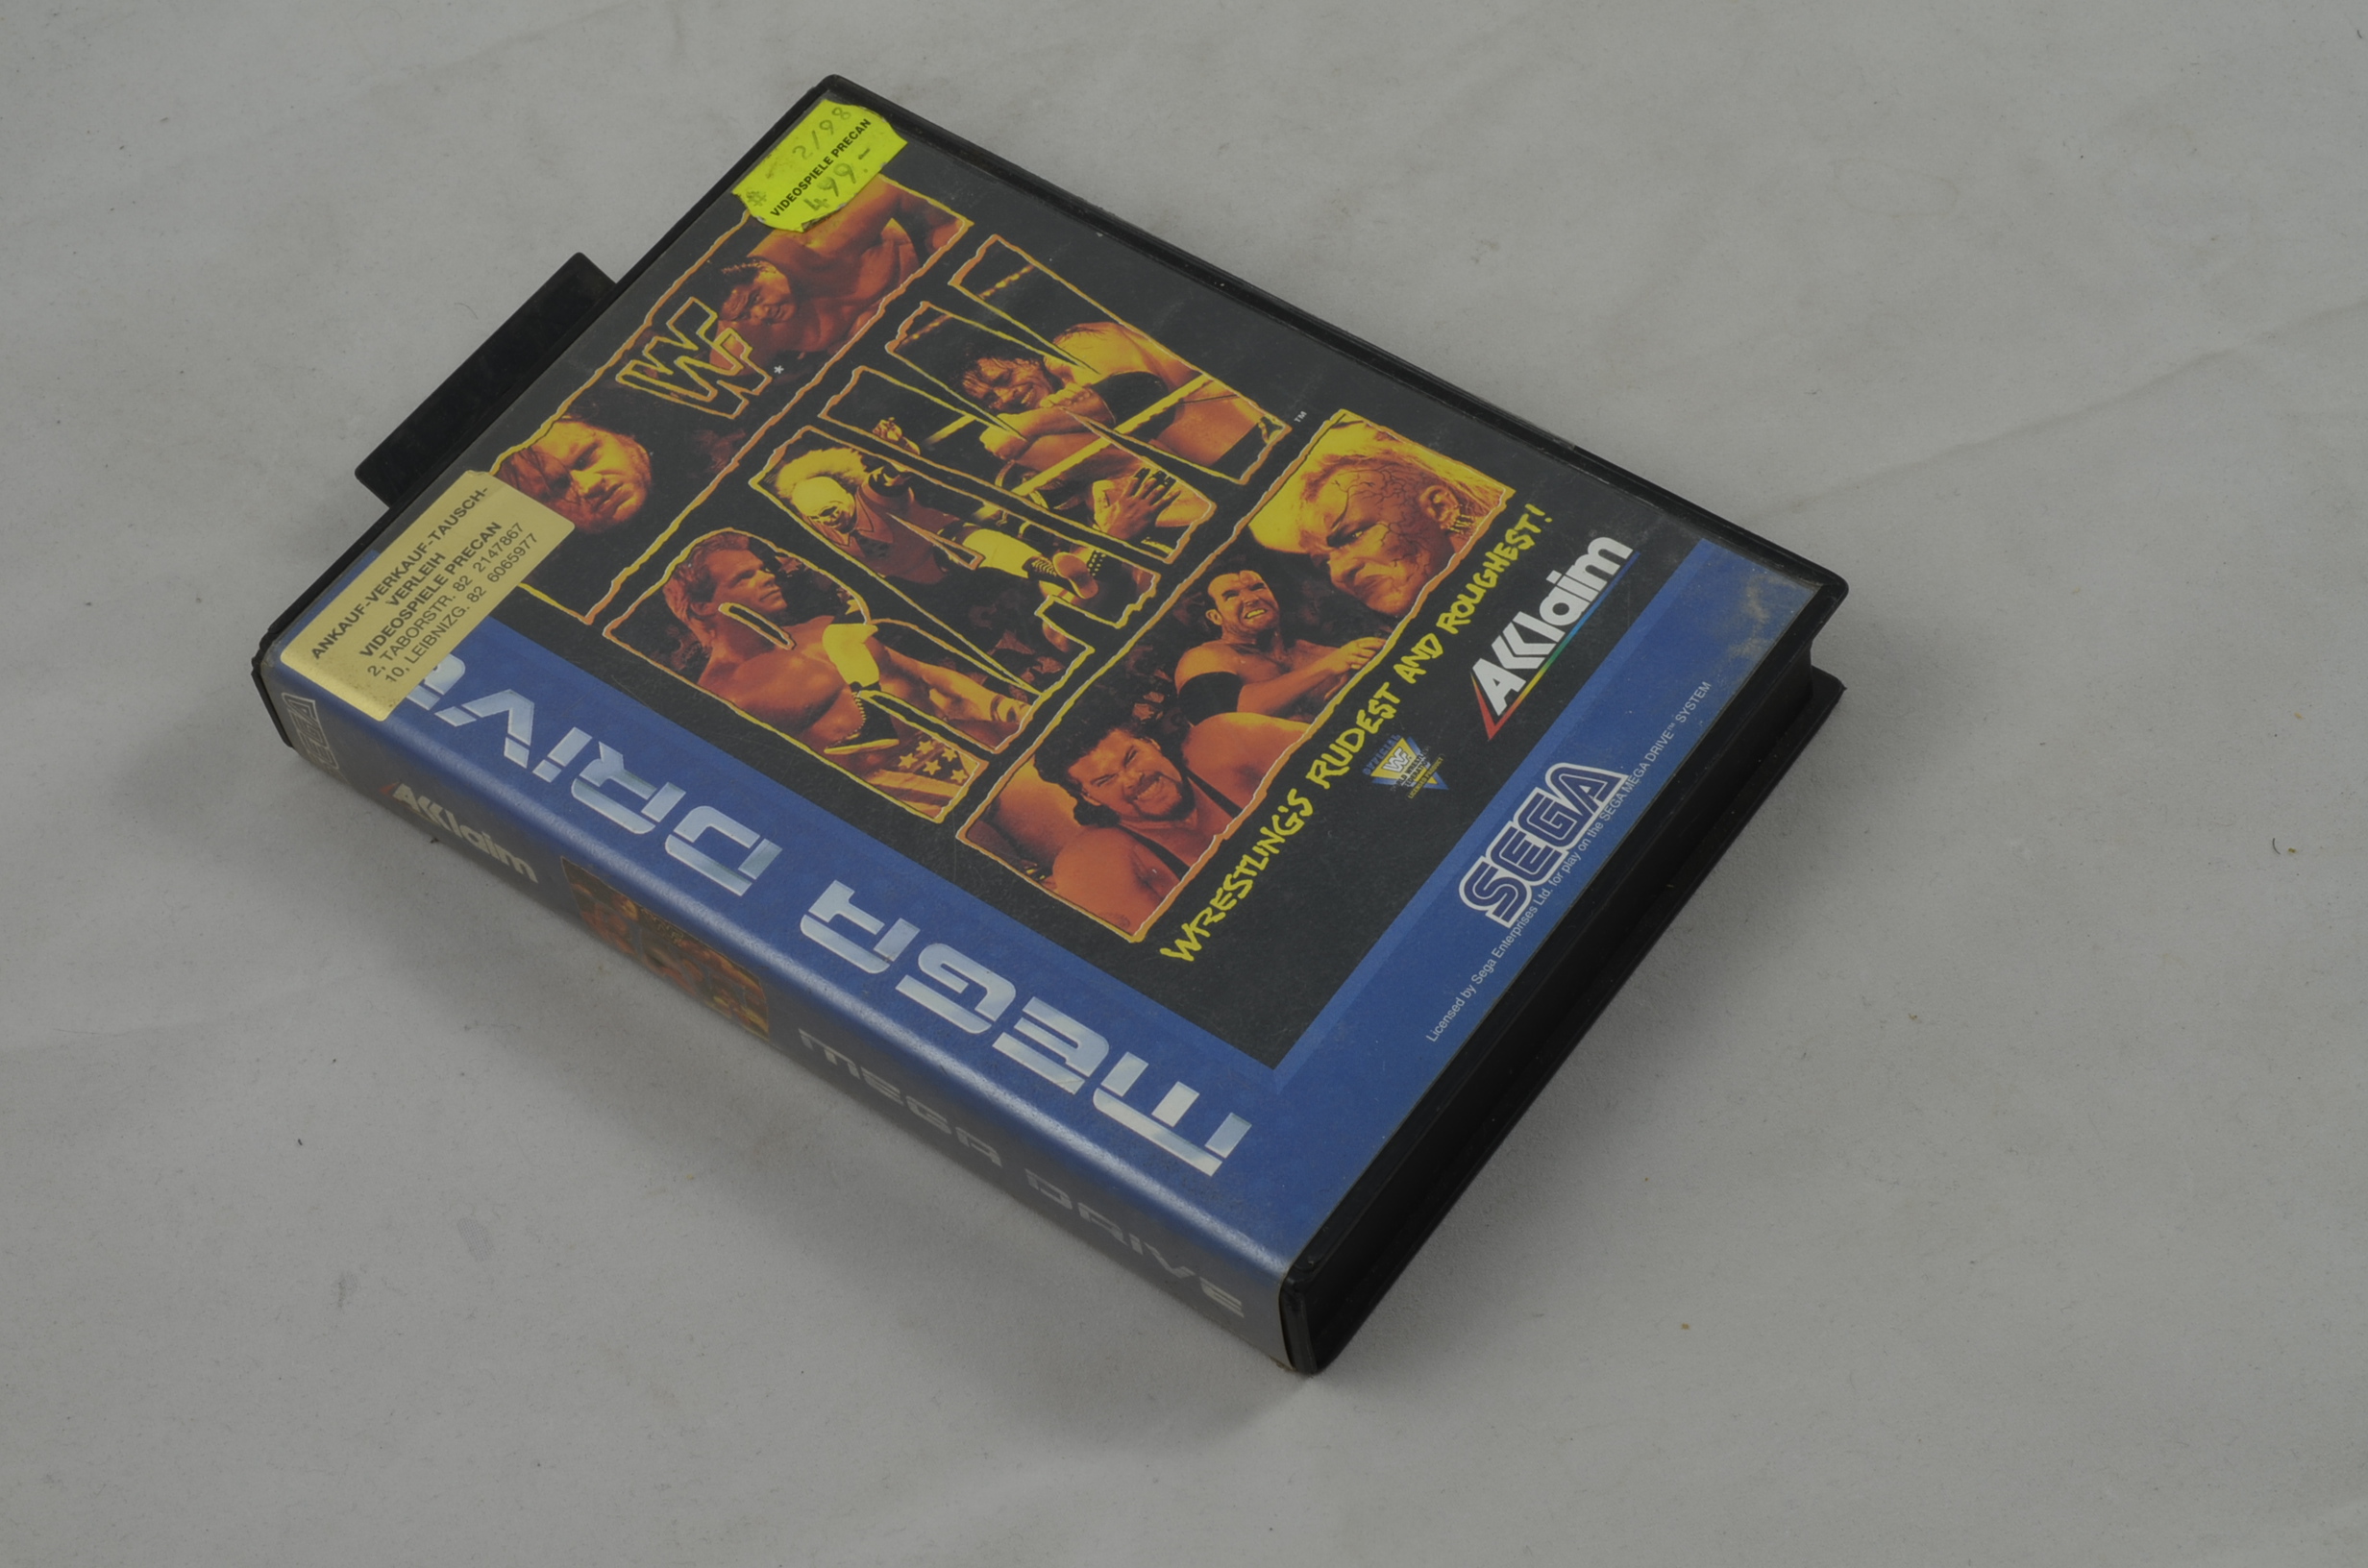 2/98
VIDEOSPIELE PRECAN
499.-
W
*
RAW
™
WRESTLING'S RUDEST AND ROUGHEST!
AKKlaim
OFFICIAL
SEGA
Licensed by Sega Enterprises Ltd. for play on the SEGA MEGA DRIVE™ SYSTEM
MEGA DRIVE
ANKAUF-VERKAUF-TAUSCH-
VERLEIH
VIDEOSPIELE PRECAN
2, TABORSTR. 82 2147867
10, LEIBNIZG. 82 6065977
SEGA
AKKlaim
MEGA DRIVE